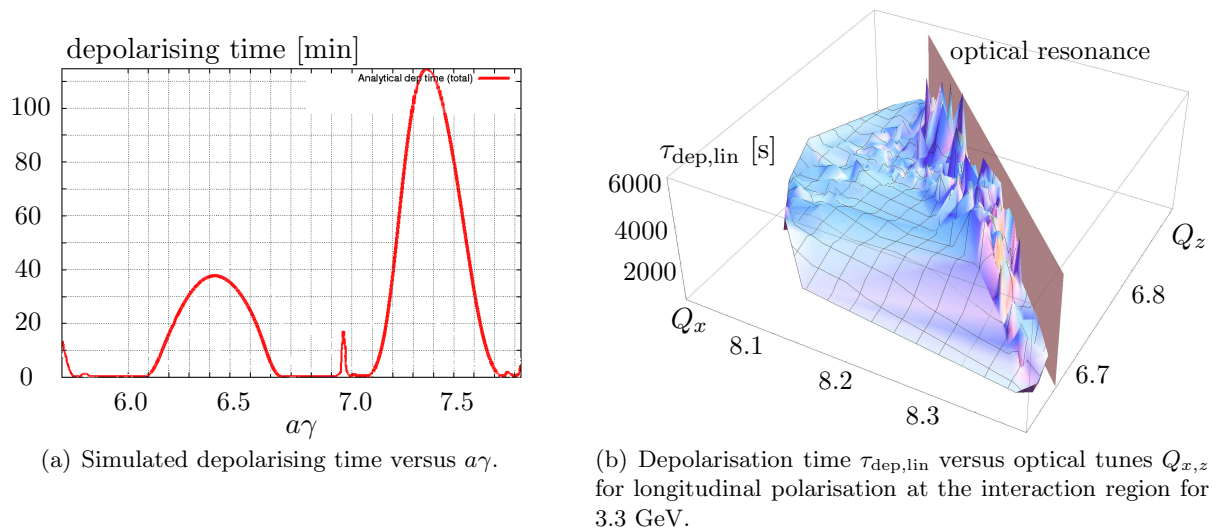 depolarising time [min]
Analytical dep time (total)
100
80
60
40
20
0
6.0 6.5 7.0 7.5
aγ
(a) Simulated depolarising time versus aγ.
optical resonance
τdep,lin [s]
6000
4000
2000
Qx
8.1
8.2
8.3
Qz
6.8
6.7
(b) Depolarisation time τdep,lin versus optical tunes Qx,z
for longitudinal polarisation at the interaction region for
3.3 GeV.